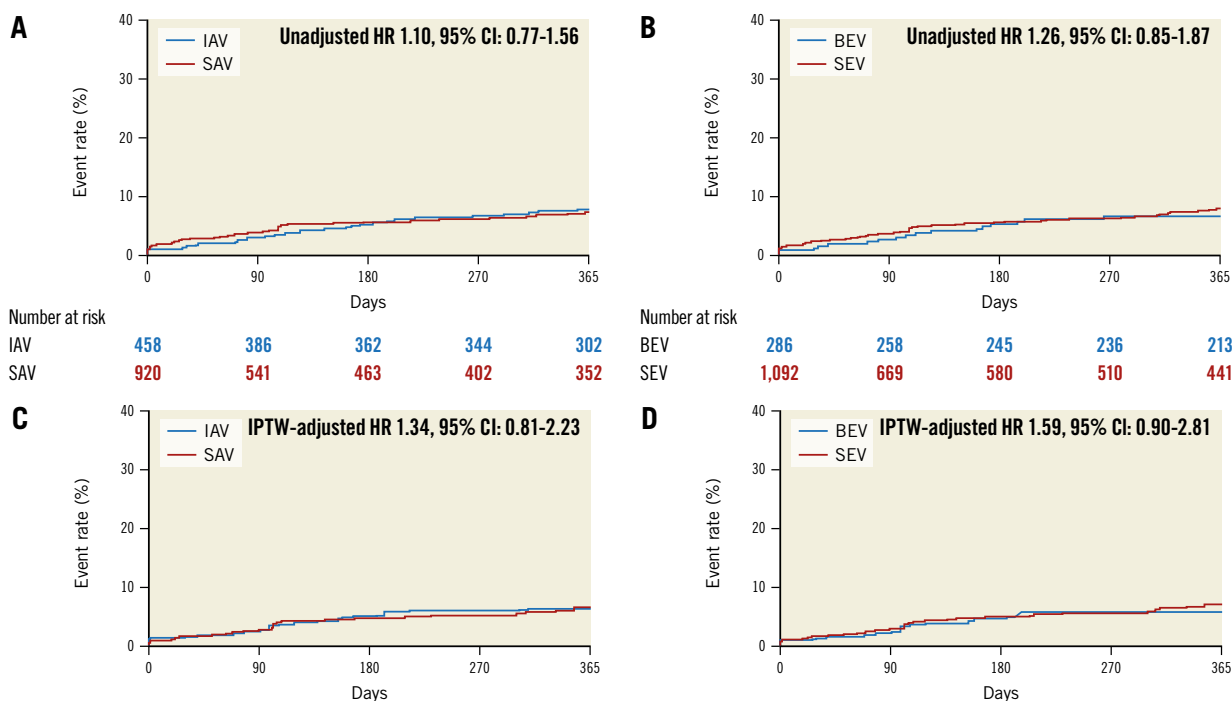 A
Unadjusted HR 1.10, 95% CI: 0.77-1.56
IAV
SAV
Event rate (%)
40
30
20
10
0
0 90 180 270 365
Days
Number at risk
IAV 458 386 362 344 302
SAV 920 541 463 402 352
B
Unadjusted HR 1.26, 95% CI: 0.85-1.87
BEV
SEV
Event rate (%)
40
30
20
10
0
0 90 180 270 365
Days
Number at risk
BEV 286 258 245 236 213
SEV 1,092 669 580 510 441
C
IPTW-adjusted HR 1.34, 95% CI: 0.81-2.23
IAV
SAV
Event rate (%)
40
30
20
10
0
0 90 180 270 365
Days
D
IPTW-adjusted HR 1.59, 95% CI: 0.90-2.81
BEV
SEV
Event rate (%)
40
30
20
10
0
0 90 180 270 365
Days